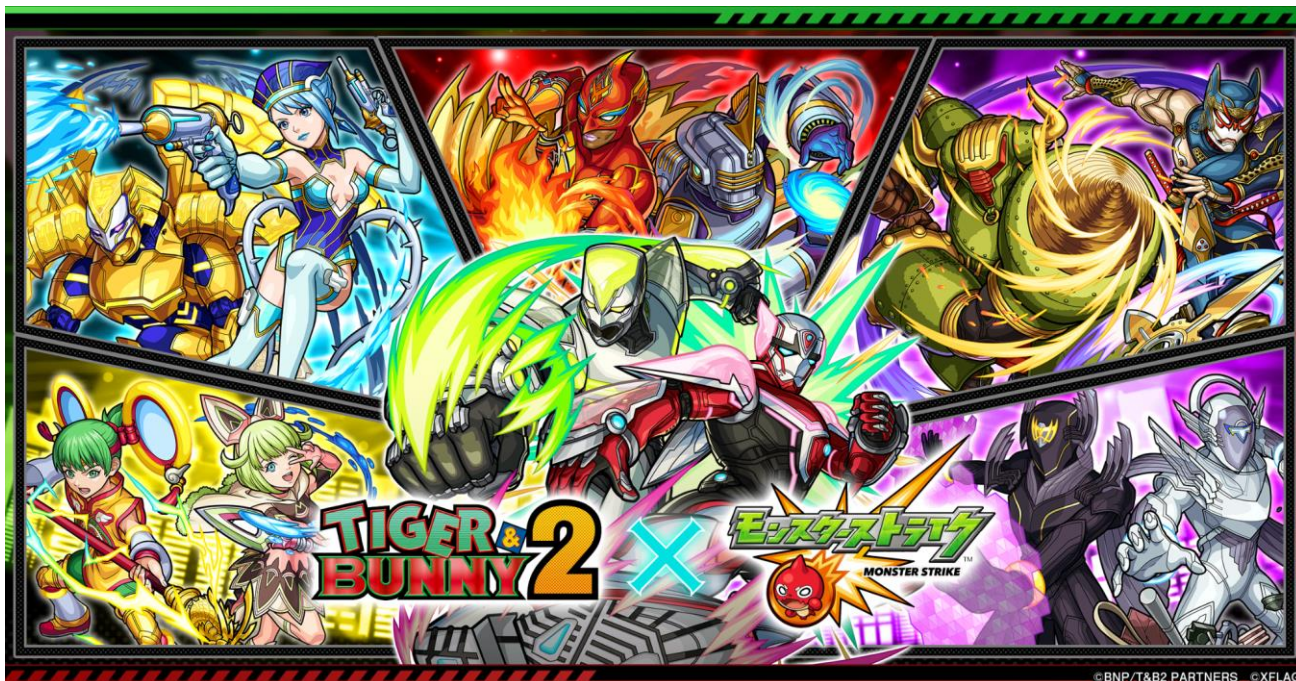 TIGER &
BUNNY 2
×
モンスターストライク
TM
MONSTER STRIKE
©BNP/T&B2 PARTNERS ©XFLAG